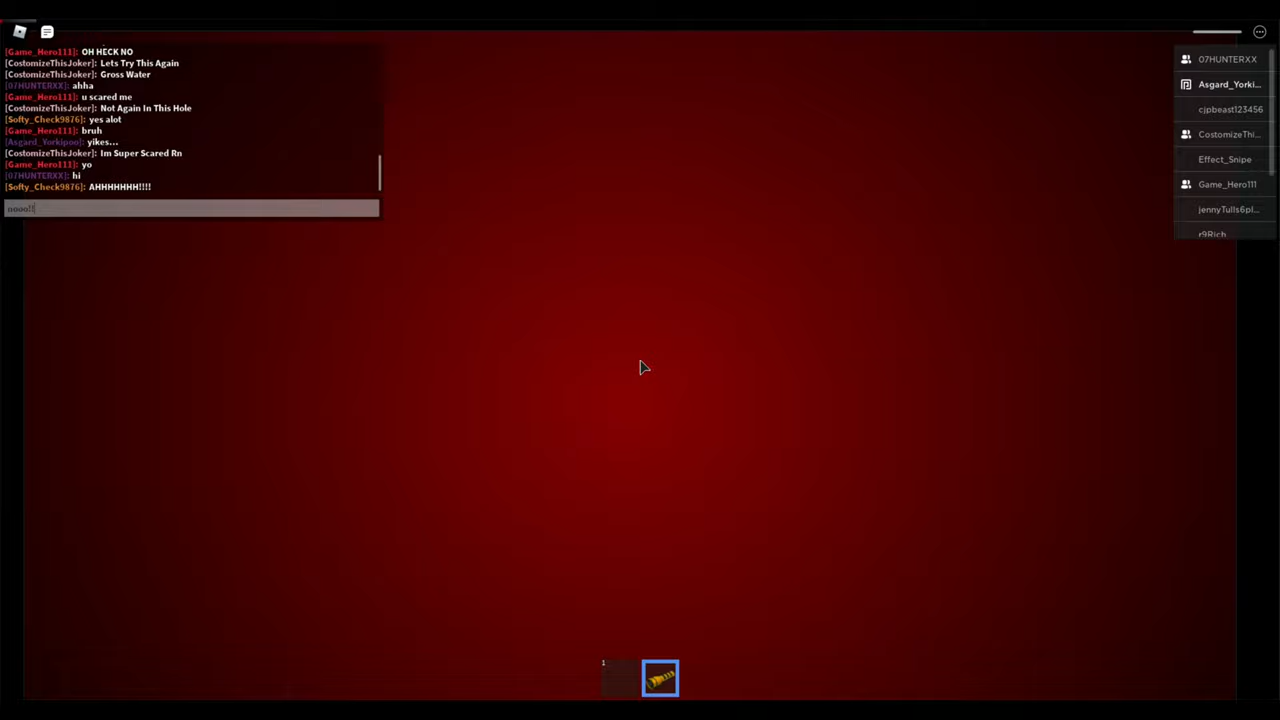 [Game_Hero111]: OH HECK NO
[CostomizeThisJoker]: Lets Try This Again
[CostomizeThisJoker]: Gross Water
[07HUNTERXX]: ahha
[Game_Hero111]: u scared me
[CostomizeThisJoker]: Not Again In This Hole
[Softy_Check9876]: yes alot
[Game_Hero111]: bruh
[Asgard_Yorkipoo]: yikes...
[CostomizeThisJoker]: Im Super Scared Rn
[Game_Hero111]: yo
[07HUNTERXX]: hi
[Softy_Check9876]: AHHHHHHH!!!!
nooo!!
07HUNTERXX
Asgard_Yorki...
cjpbeast123456
CostomizeThi...
Effect_Snipe
Game_Hero111
jennyTulls6pl...
r9Rich
1